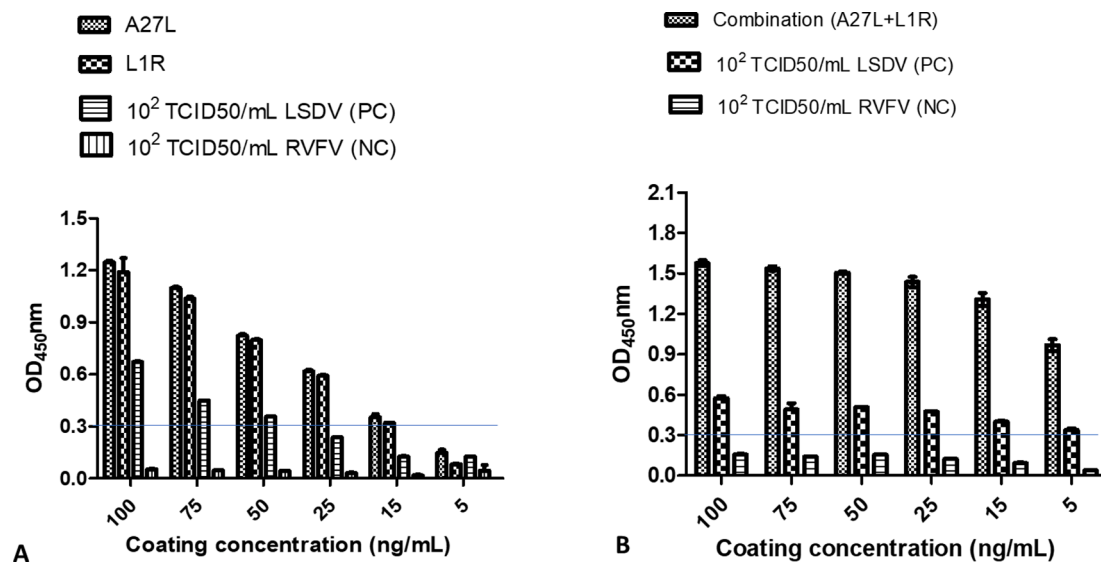 A27L
L1R
10² TCID50/mL LSDV (PC)
10² TCID50/mL RVFV (NC)
OD₄₅₀nm
1.5
1.2
0.9
0.6
0.3
0.0
100 75 50 25 15 5
Coating concentration (ng/mL)
A
Combination (A27L+L1R)
10² TCID50/mL LSDV (PC)
10² TCID50/mL RVFV (NC)
OD₄₅₀nm
2.1
1.8
1.5
1.2
0.9
0.6
0.3
0.0
100 75 50 25 15 5
Coating concentration (ng/mL)
B